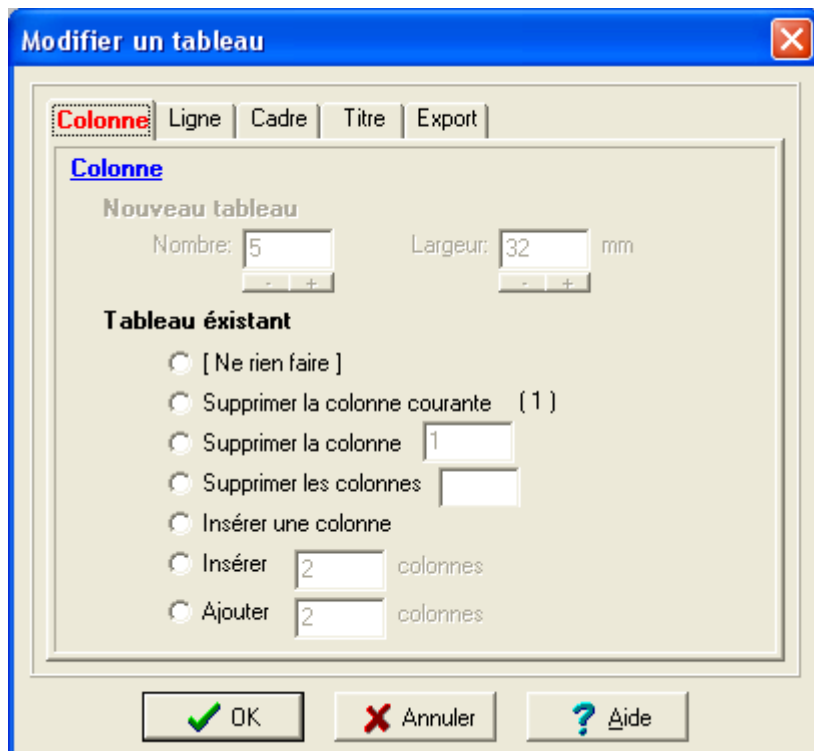 Modifier un tableau
Colonne Ligne Cadre Titre Export
Colonne
Nouveau tableau
Nombre: 5 Largeur: 32 mm
- + - +
Tableau éxistant
[ Ne rien faire ]
Supprimer la colonne courante ( 1 )
Supprimer la colonne 1
Supprimer les colonnes
Insérer une colonne
Insérer 2 colonnes
Ajouter 2 colonnes
OK Annuler ? Aide